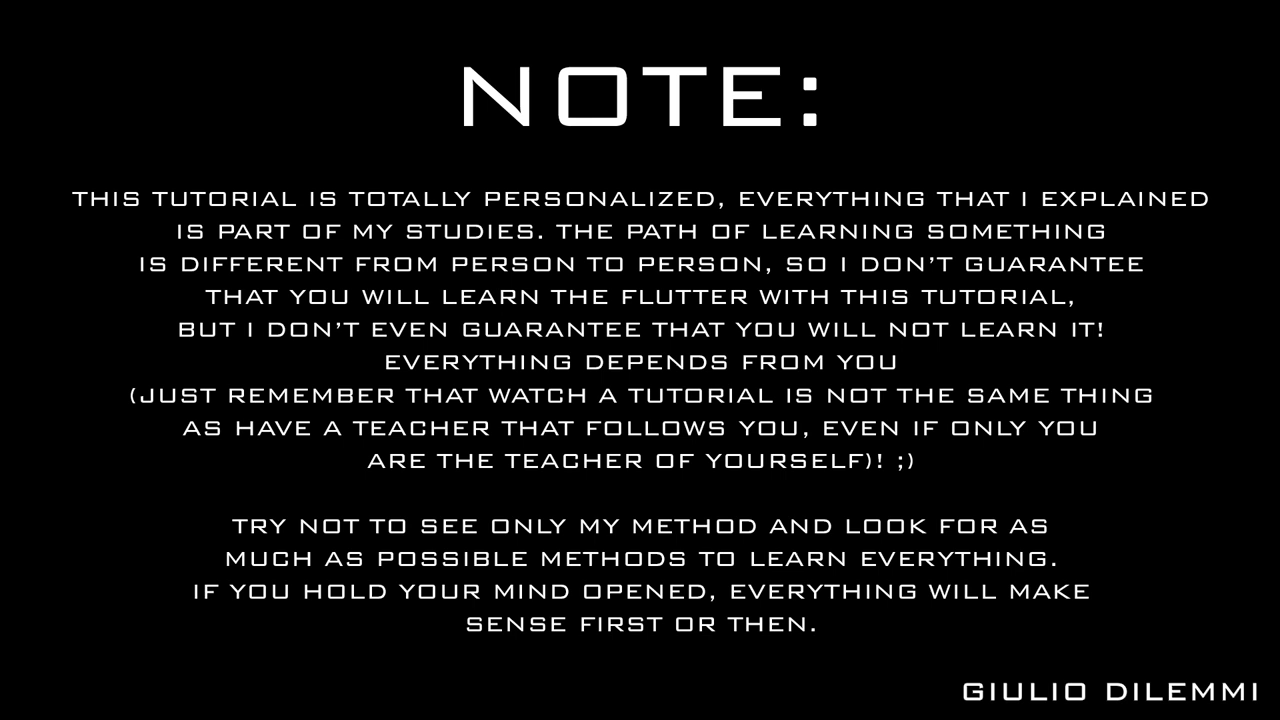 NOTE:
THIS TUTORIAL IS TOTALLY PERSONALIZED, EVERYTHING THAT I EXPLAINED
IS PART OF MY STUDIES. THE PATH OF LEARNING SOMETHING
IS DIFFERENT FROM PERSON TO PERSON, SO I DON'T GUARANTEE
THAT YOU WILL LEARN THE FLUTTER WITH THIS TUTORIAL,
BUT I DON'T EVEN GUARANTEE THAT YOU WILL NOT LEARN IT!
EVERYTHING DEPENDS FROM YOU
(JUST REMEMBER THAT WATCH A TUTORIAL IS NOT THE SAME THING
AS HAVE A TEACHER THAT FOLLOWS YOU, EVEN IF ONLY YOU
ARE THE TEACHER OF YOURSELF)! ;)
TRY NOT TO SEE ONLY MY METHOD AND LOOK FOR AS
MUCH AS POSSIBLE METHODS TO LEARN EVERYTHING.
IF YOU HOLD YOUR MIND OPENED, EVERYTHING WILL MAKE
SENSE FIRST OR THEN.
GIULIO DILEMMI